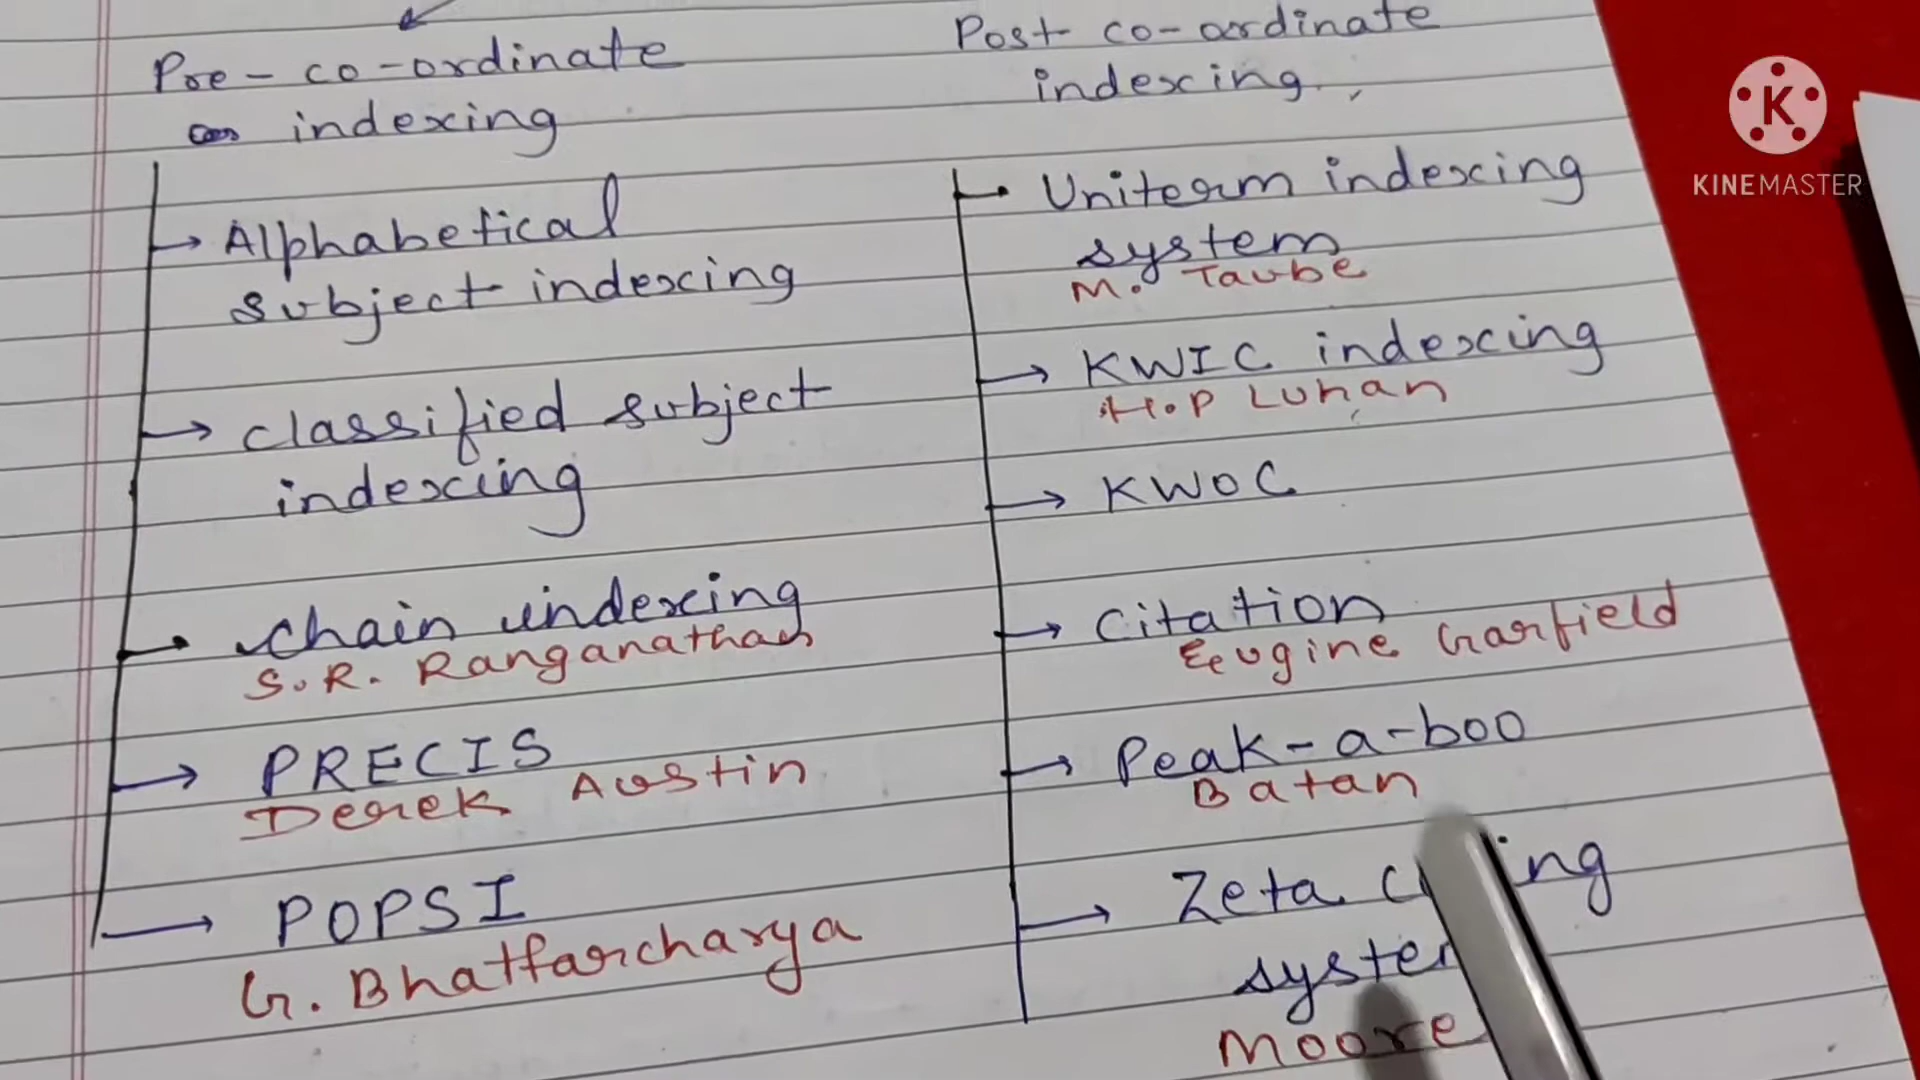 Pre-co-ordinate
indexing
Alphabetical
subject indexing
classified subject
indexing
chain indexing
S.R. Ranganathan
PRECIS
Derek Austin
POPSI
G. Bhattarcharya
Post co-ordinate
indexing
Uniterm indexing
system
M. Taube
KWIC indexing
H.P Luhan
KWOC
Citation
Eugine Garfield
Peak-a-boo
Batan
Zeta
Moore
KINEMASTER